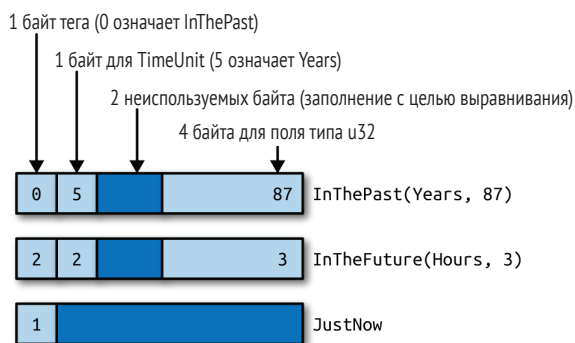 1 байт тега (0 означает InThePast)
1 байт для TimeUnit (5 означает Years)
2 неиспользуемых байта (заполнение с целью выравнивания)
4 байта для поля типа u32
0 5 87 InThePast(Years, 87)
2 2 3 InTheFuture(Hours, 3)
1 JustNow